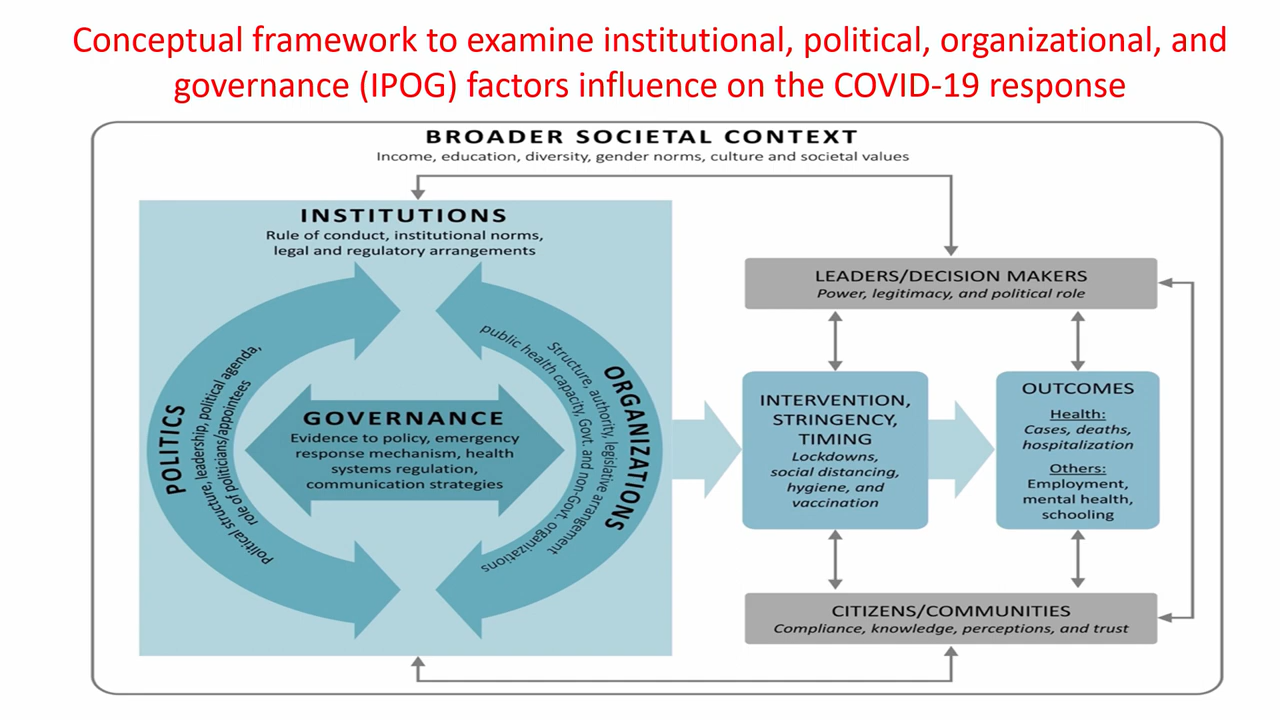 Conceptual framework to examine institutional, political, organizational, and
governance (IPOG) factors influence on the COVID-19 response
BROADER SOCIETAL CONTEXT
Income, education, diversity, gender norms, culture and societal values
INSTITUTIONS
Rule of conduct, institutional norms,
legal and regulatory arrangements
POLITICS
Political structure, leadership, political agenda,
role of politicians/appointees
GOVERNANCE
Evidence to policy, emergency
response mechanism, health
systems regulation,
communication strategies
ORGANIZATIONS
Structure, authority, legislative arrangement
public health capacity, Govt. and non-Govt. organizations
LEADERS/DECISION MAKERS
Power, legitimacy, and political role
INTERVENTION,
STRINGENCY,
TIMING
Lockdowns,
social distancing,
hygiene, and
vaccination
OUTCOMES
Health:
Cases, deaths,
hospitalization
Others:
Employment,
mental health,
schooling
CITIZENS/COMMUNITIES
Compliance, knowledge, perceptions, and trust